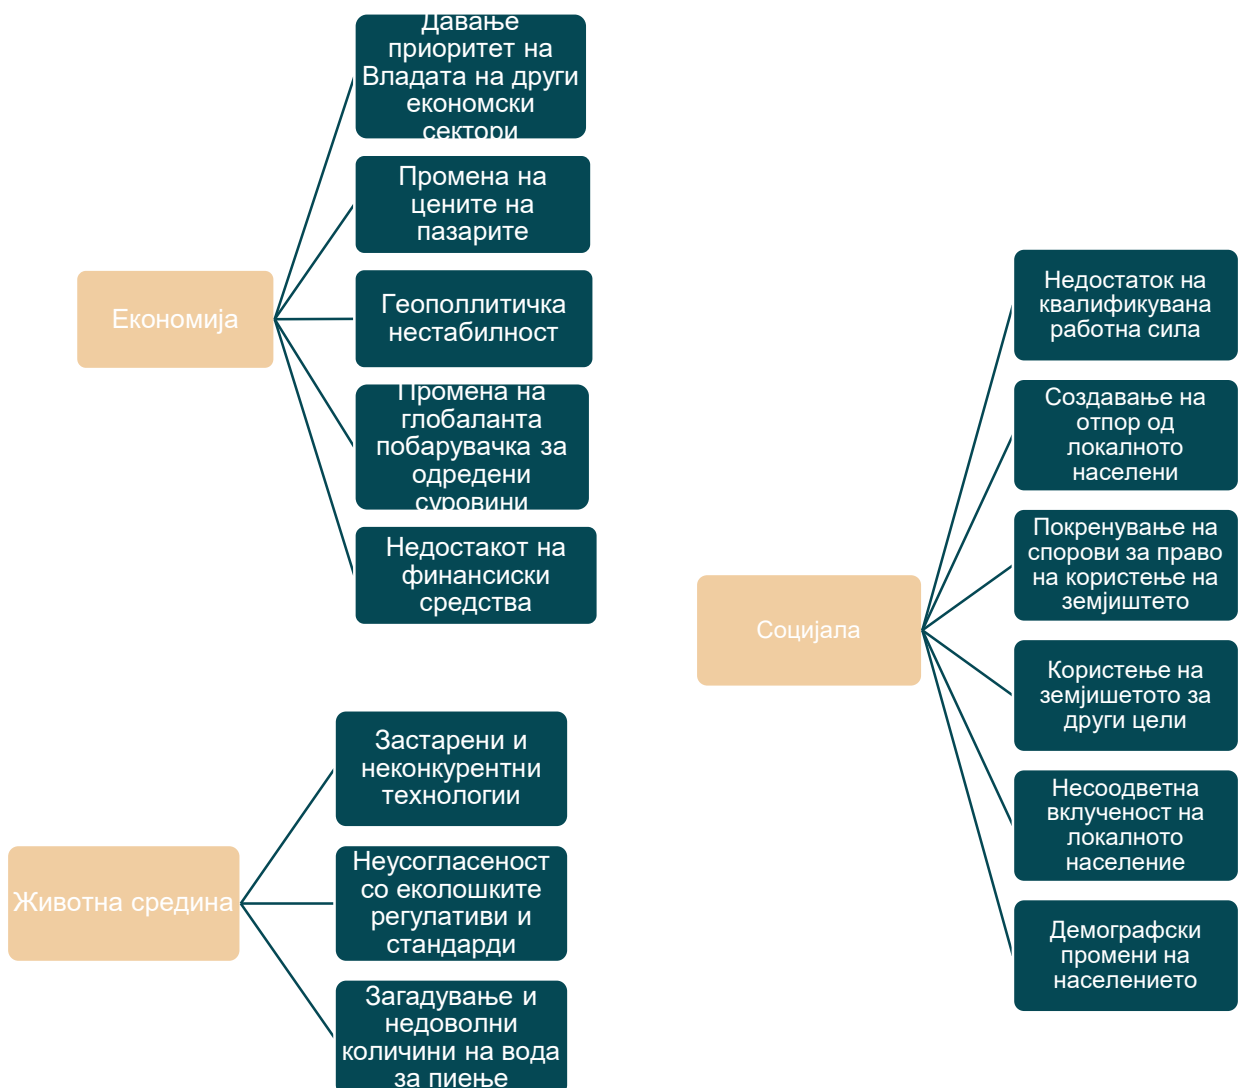 Економија
Давање
приоритет на
Владата на други
економски
сектори
Промена на
цените на
пазарите
Геополлитичка
нестабилност
Промена на
глобаланта
побарувачка за
одредени
суровини
Недостакот на
финансиски
средства
Животна средина
Застарени и
неконкурентни
технологии
Неусогласеност
со еколошките
регулативи и
стандарди
Загадување и
недоволни
количини на вода
за пиење
Социјала
Недостаток на
квалификувана
работна сила
Создавање на
отпор од
локалното
населени
Покренување на
спорови за право
на користење на
земјиштето
Користење на
земјишетото за
други цели
Несоодветна
вклученост на
локалното
население
Демографски
промени на
населението